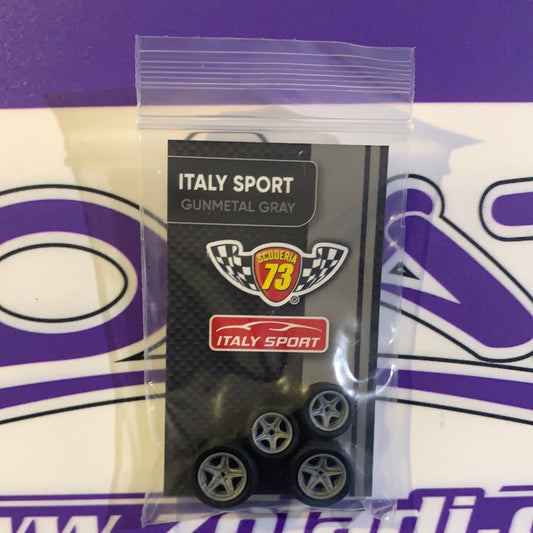 ITALY SPORT
GUNMETAL GRAY
SCUDERIA
73
®
ITALY SPORT